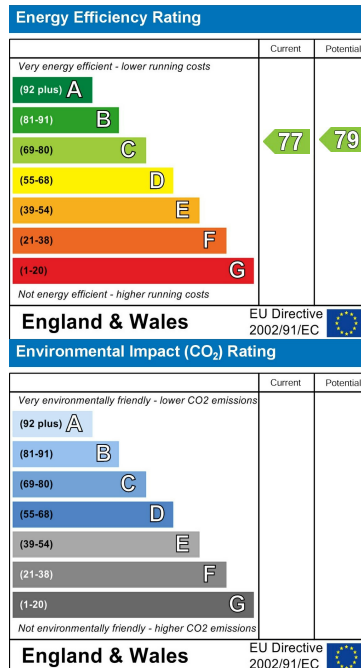 Energy Efficiency Rating
Current Potential
Very energy efficient - lower running costs
(92 plus) A
(81-91) B
(69-80) C
77 79
(55-68) D
(39-54) E
(21-38) F
(1-20) G
Not energy efficient - higher running costs
England & Wales
EU Directive
2002/91/EC
Environmental Impact (CO₂) Rating
Current Potential
Very environmentally friendly - lower CO2 emissions
(92 plus) A
(81-91) B
(69-80) C
(55-68) D
(39-54) E
(21-38) F
(1-20) G
Not environmentally friendly - higher CO2 emissions
England & Wales
EU Directive
2002/91/EC